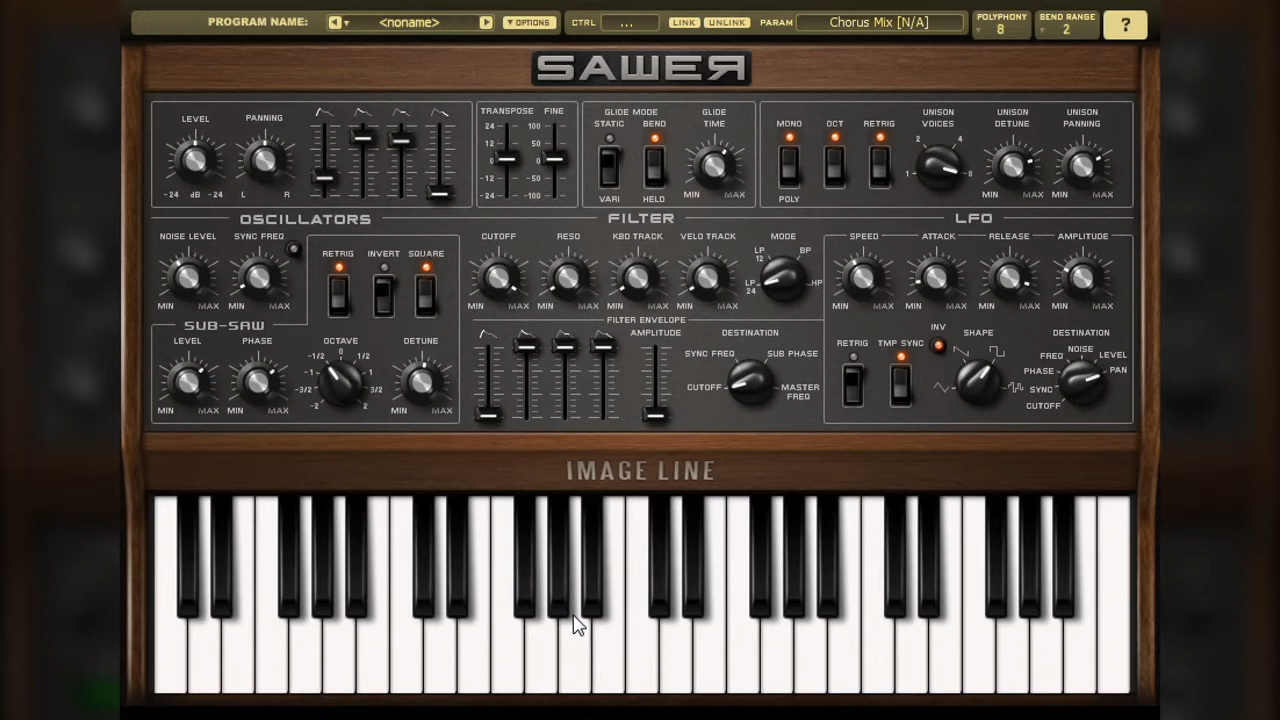 PROGRAM NAME: <noname> OPTIONS CTRL ... LINK UNLINK PARAM Chorus Mix [N/A] POLYPHONY 8 BEND RANGE 2 ?
SAWER
LEVEL PANNING
-24 dB -24 L R
TRANSPOSE FINE
24 100
12 50
0 0
-12 -50
-24 -100
GLIDE MODE
STATIC BEND
VARI HELD
GLIDE TIME
MIN MAX
MONO OCT RETRIG
POLY
UNISON VOICES
1 2 4 8
UNISON DETUNE
MIN MAX
UNISON PANNING
MIN MAX
OSCILLATORS FILTER LFO
NOISE LEVEL SYNC FREQ
MIN MAX MIN MAX
RETRIG INVERT SQUARE
SUB-SAW
LEVEL PHASE OCTAVE DETUNE
-2 -3/2 -1 -1/2 0 1/2 1 3/2 2
MIN MAX MIN MAX MIN MAX
CUTOFF RESO KBD TRACK VELO TRACK MODE
LP 12 BP
LP 24 HP
MIN MAX MIN MAX MIN MAX MIN MAX
FILTER ENVELOPE
AMPLITUDE DESTINATION
SYNC FREQ SUB PHASE
CUTOFF MASTER FREQ
SPEED ATTACK RELEASE AMPLITUDE
MIN MAX MIN MAX MIN MAX MIN MAX
RETRIG TMP SYNC INV SHAPE DESTINATION
NOISE
FREQ LEVEL
PHASE PAN
SYNC
CUTOFF
IMAGE LINE